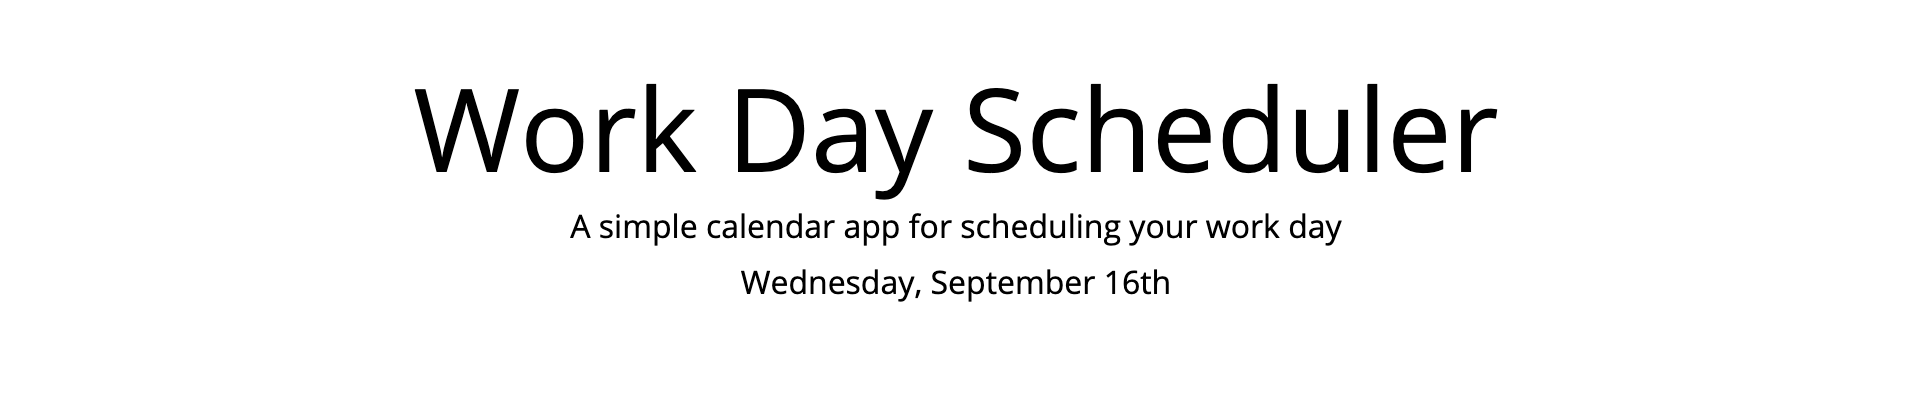 Work Day Scheduler
A simple calendar app for scheduling your work day
Wednesday, September 16th